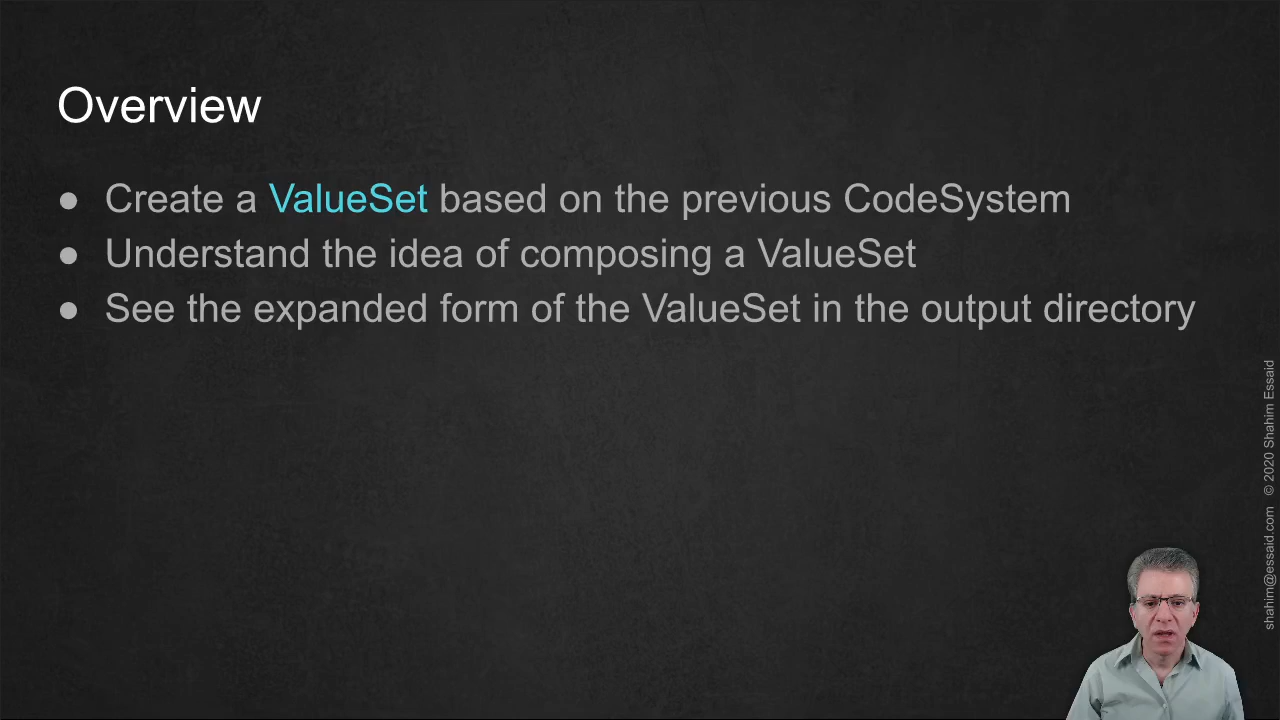 Overview
● Create a ValueSet based on the previous CodeSystem
● Understand the idea of composing a ValueSet
● See the expanded form of the ValueSet in the output directory
shahim@essaid.com © 2020 Shahim Essaid